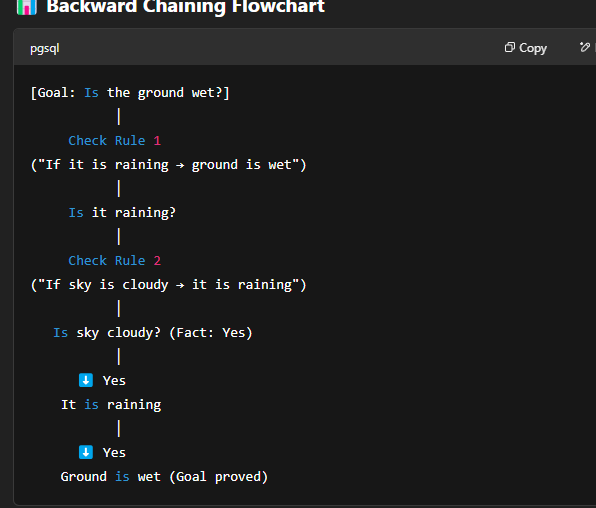 Backward Chaining Flowchart
pgsql
Copy
[Goal: Is the ground wet?]
|
Check Rule 1
("If it is raining → ground is wet")
|
Is it raining?
|
Check Rule 2
("If sky is cloudy → it is raining")
|
Is sky cloudy? (Fact: Yes)
|
⬇️ Yes
It is raining
|
⬇️ Yes
Ground is wet (Goal proved)